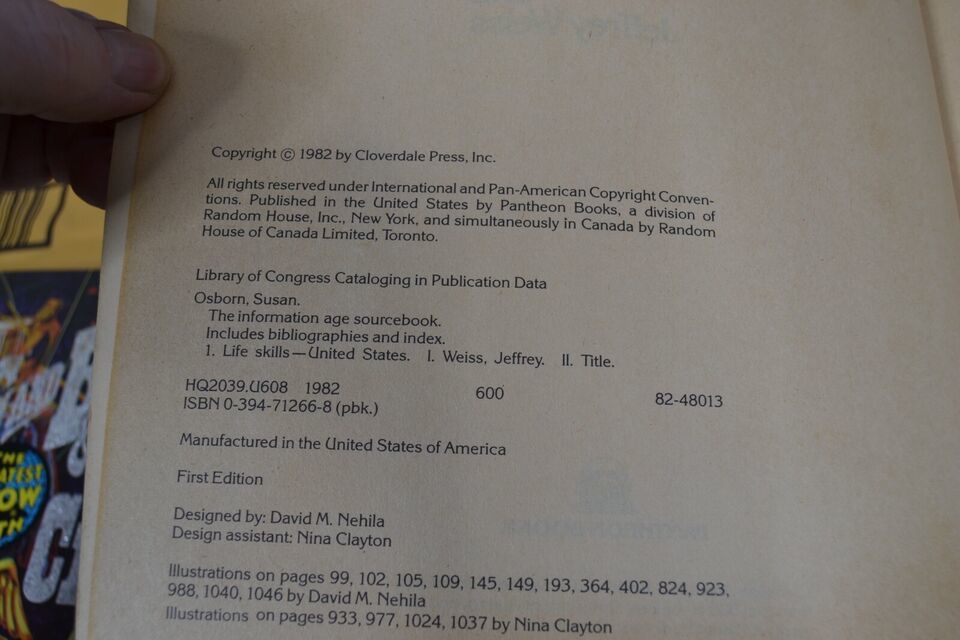 Jeffrey Weiss
Copyright © 1982 by Cloverdale Press, Inc.
All rights reserved under International and Pan-American Copyright Conven-
tions. Published in the United States by Pantheon Books, a division of
Random House, Inc., New York, and simultaneously in Canada by Random
House of Canada Limited, Toronto.
Library of Congress Cataloging in Publication Data
Osborn, Susan.
The information age sourcebook.
Includes bibliographies and index.
1. Life skills—United States. I. Weiss, Jeffrey. II. Title.
HQ2039.U608 1982 600 82-48013
ISBN 0-394-71266-8 (pbk.)
Manufactured in the United States of America
First Edition
Designed by: David M. Nehila
Design assistant: Nina Clayton
Illustrations on pages 99, 102, 105, 109, 145, 149, 193, 364, 402, 824, 923,
988, 1040, 1046 by David M. Nehila
Illustrations on pages 933, 977, 1024, 1037 by Nina Clayton
THE